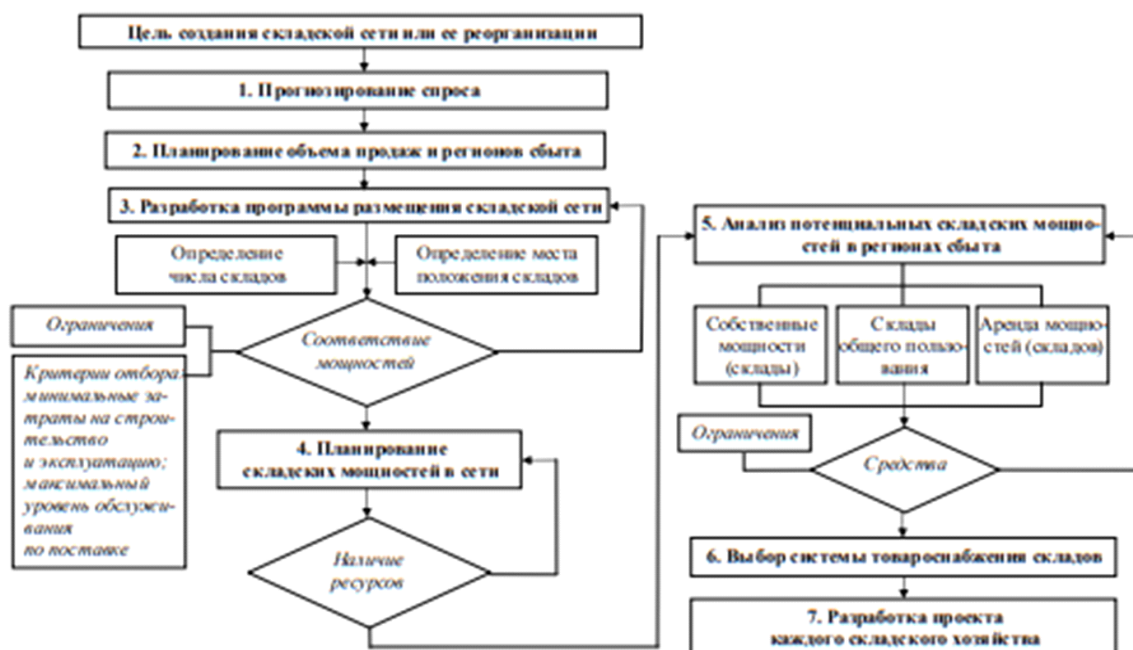 Цель создания складской сети или ее реорганизации
1. Прогнозирование спроса
2. Планирование объема продаж и регионов сбыта
3. Разработка программы размещения складской сети
Определение
числа складов
Определение места
положения складов
Ограничения
Критерии отбора:
минимальные за-
траты на строи-
тельство
и эксплуатацию;
максимальный
уровень обслужи-
вания
по поставке
Соответствие
мощностей
4. Планирование
складских мощностей в сети
Наличие
ресурсов
5. Анализ потенциальных складских мощно-
стей в регионах сбыта
Собственные
мощности
(склады)
Склады
общего пользо-
вания
Аренда мощно-
стей (складов)
Ограничения
Средства
6. Выбор системы товароснабжения складов
7. Разработка проекта
каждого складского хозяйства